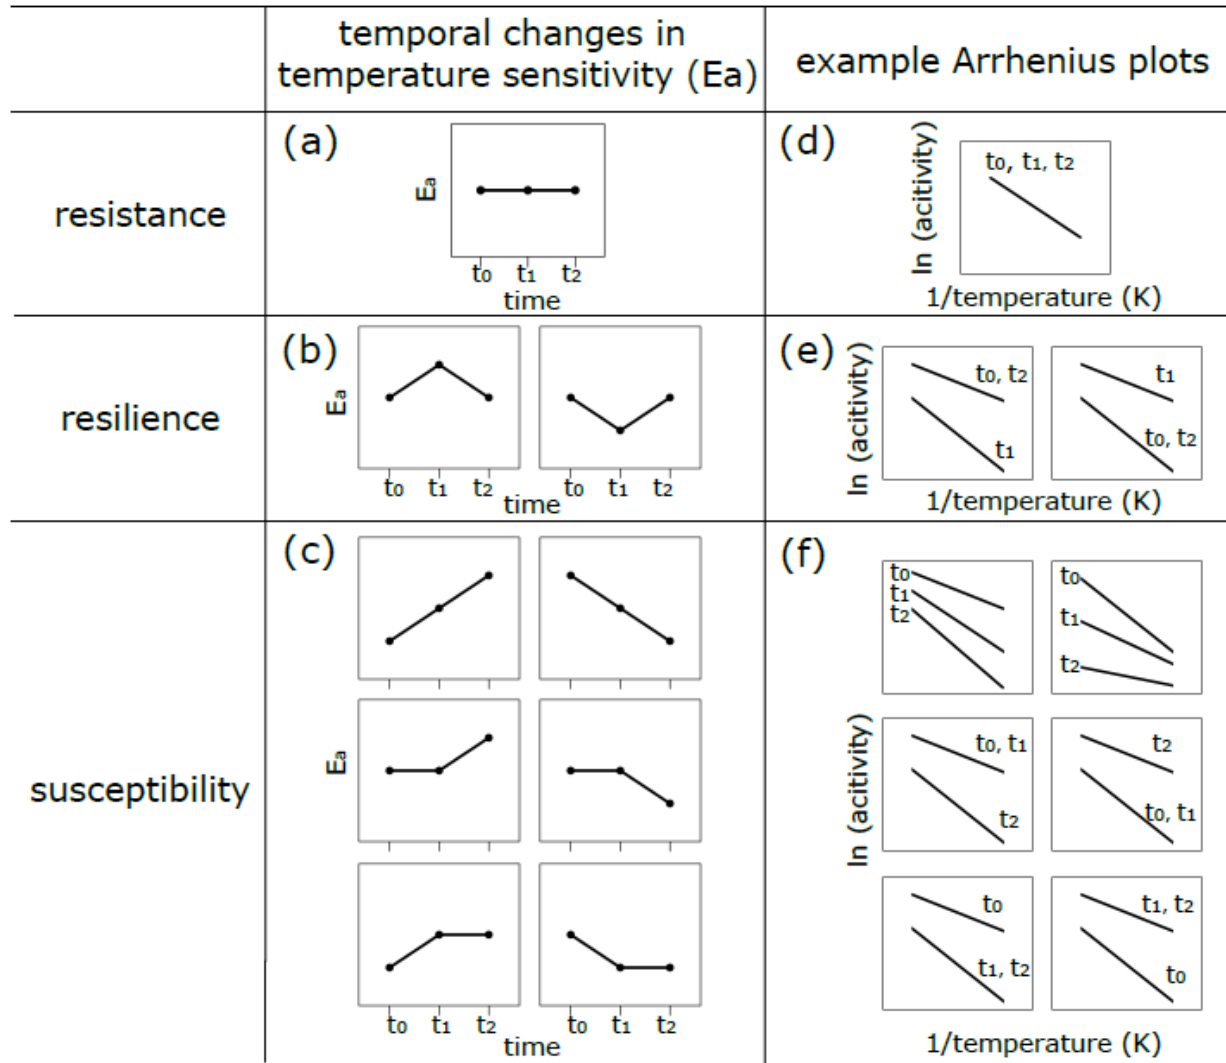 temporal changes in
temperature sensitivity (Ea)
example Arrhenius plots
resistance
(a)
Ea
t0 t1 t2
time
(d)
t0, t1, t2
ln (acitivity)
1/temperature (K)
resilience
(b)
Ea
t0 t1 t2
t0 t1 t2
time
(e)
ln (acitivity)
t0, t2
t1
t1
t0, t2
1/temperature (K)
susceptibility
(c)
Ea
t0 t1 t2
t0 t1 t2
time
(f)
t0
t1
t2
t0
t1
t2
ln (acitivity)
t0, t1
t2
t2
t0, t1
t0
t1, t2
t1, t2
t0
1/temperature (K)